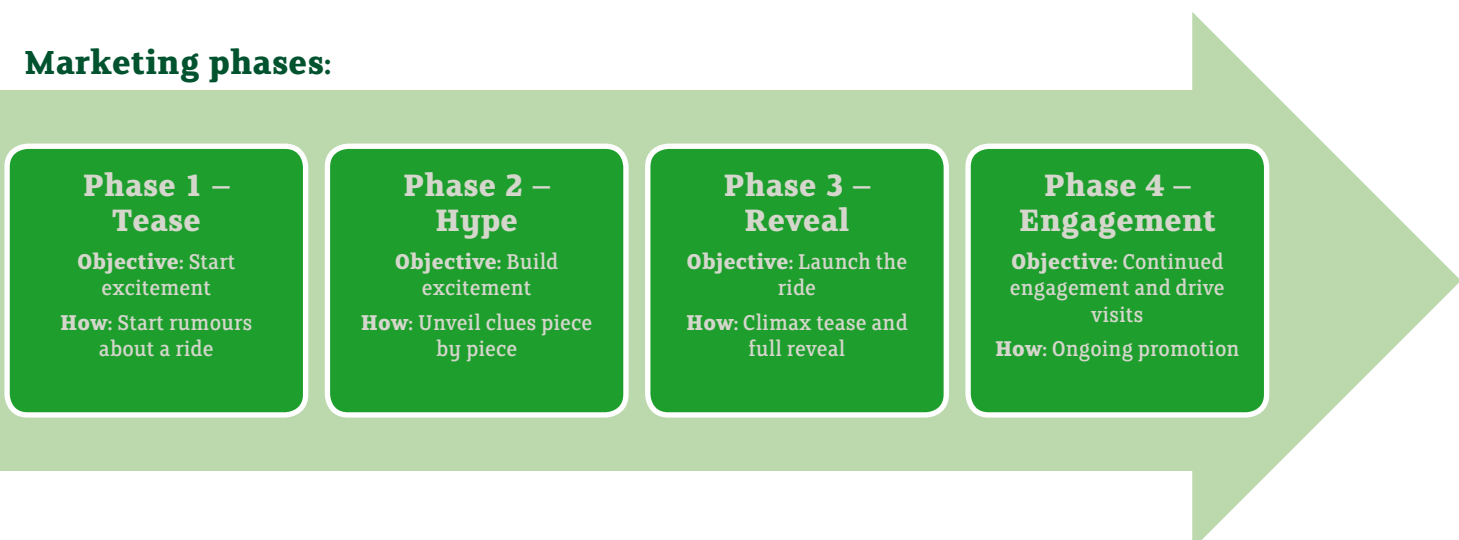 Marketing phases:
Phase 1 –
Tease
Objective: Start
excitement
How: Start rumours
about a ride
Phase 2 –
Hype
Objective: Build
excitement
How: Unveil clues piece
by piece
Phase 3 –
Reveal
Objective: Launch the
ride
How: Climax tease and
full reveal
Phase 4 –
Engagement
Objective: Continued
engagement and drive
visits
How: Ongoing promotion